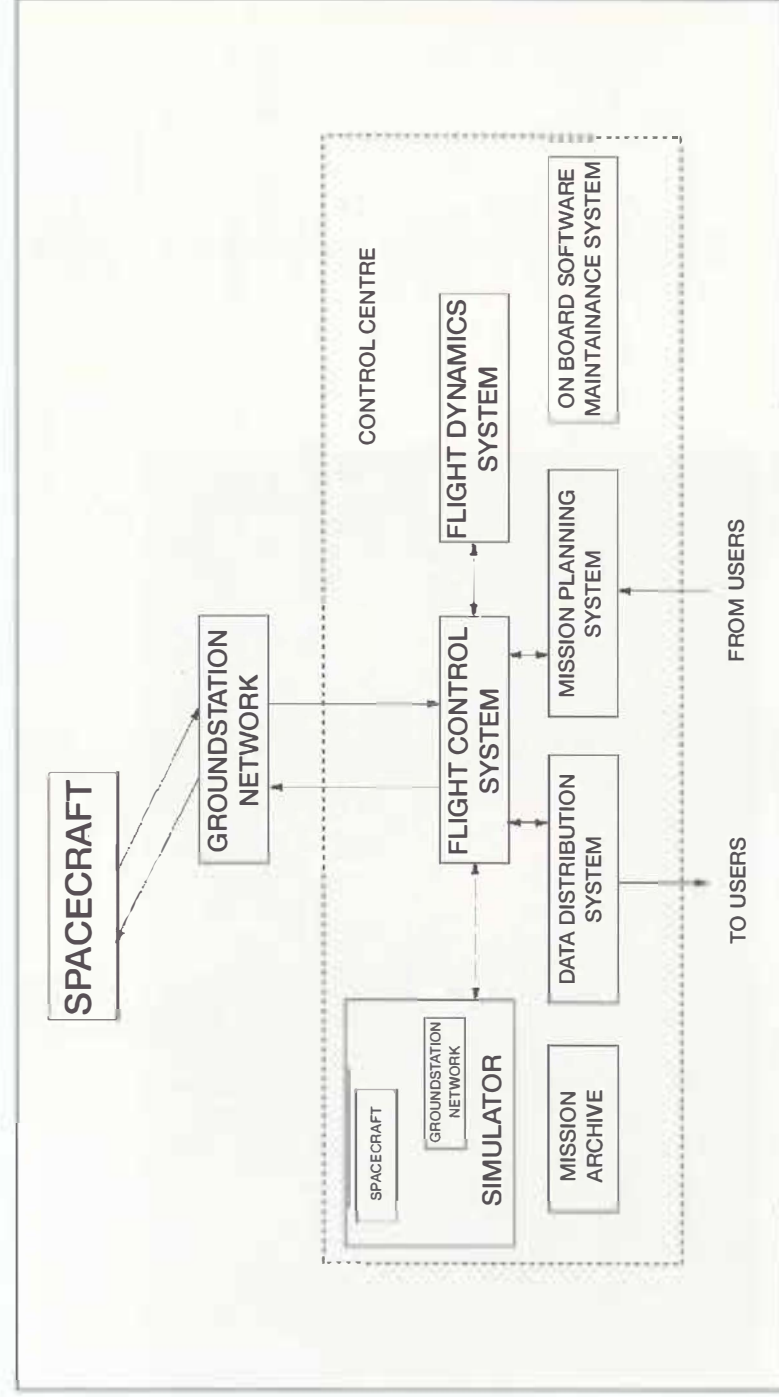 SPACECRAFT
GROUNDSTATION
NETWORK
CONTROL CENTRE
SPACECRAFT
GROUNDSTATION
NETWORK
SIMULATOR
FLIGHT CONTROL
SYSTEM
FLIGHT DYNAMICS
SYSTEM
MISSION
ARCHIVE
DATA DISTRIBUTION
SYSTEM
MISSION PLANNING
SYSTEM
ON BOARD SOFTWARE
MAINTAINANCE SYSTEM
TO USERS
FROM USERS